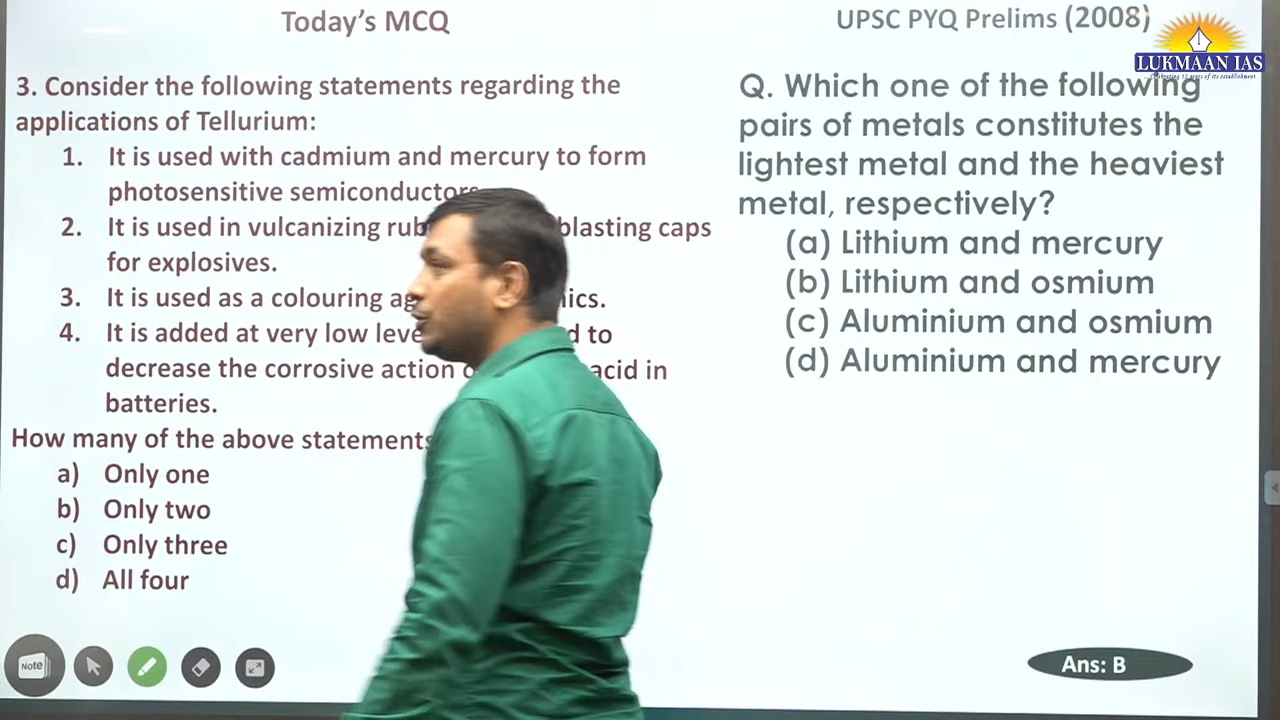 Today's MCQ
3. Consider the following statements regarding the
applications of Tellurium:
1. It is used with cadmium and mercury to form
photosensitive semiconductors
2. It is used in vulcanizing blasting caps
for explosives.
3. It is used as a colouring
4. It is added at very low to
decrease the corrosive action acid in
batteries.
How many of the above statements
a) Only one
b) Only two
c) Only three
d) All four
Note
UPSC PYQ Prelims (2008)
LUKMAAN IAS
Q. Which one of the following
pairs of metals constitutes the
lightest metal and the heaviest
metal, respectively?
(a) Lithium and mercury
(b) Lithium and osmium
(c) Aluminium and osmium
(d) Aluminium and mercury
Ans: B